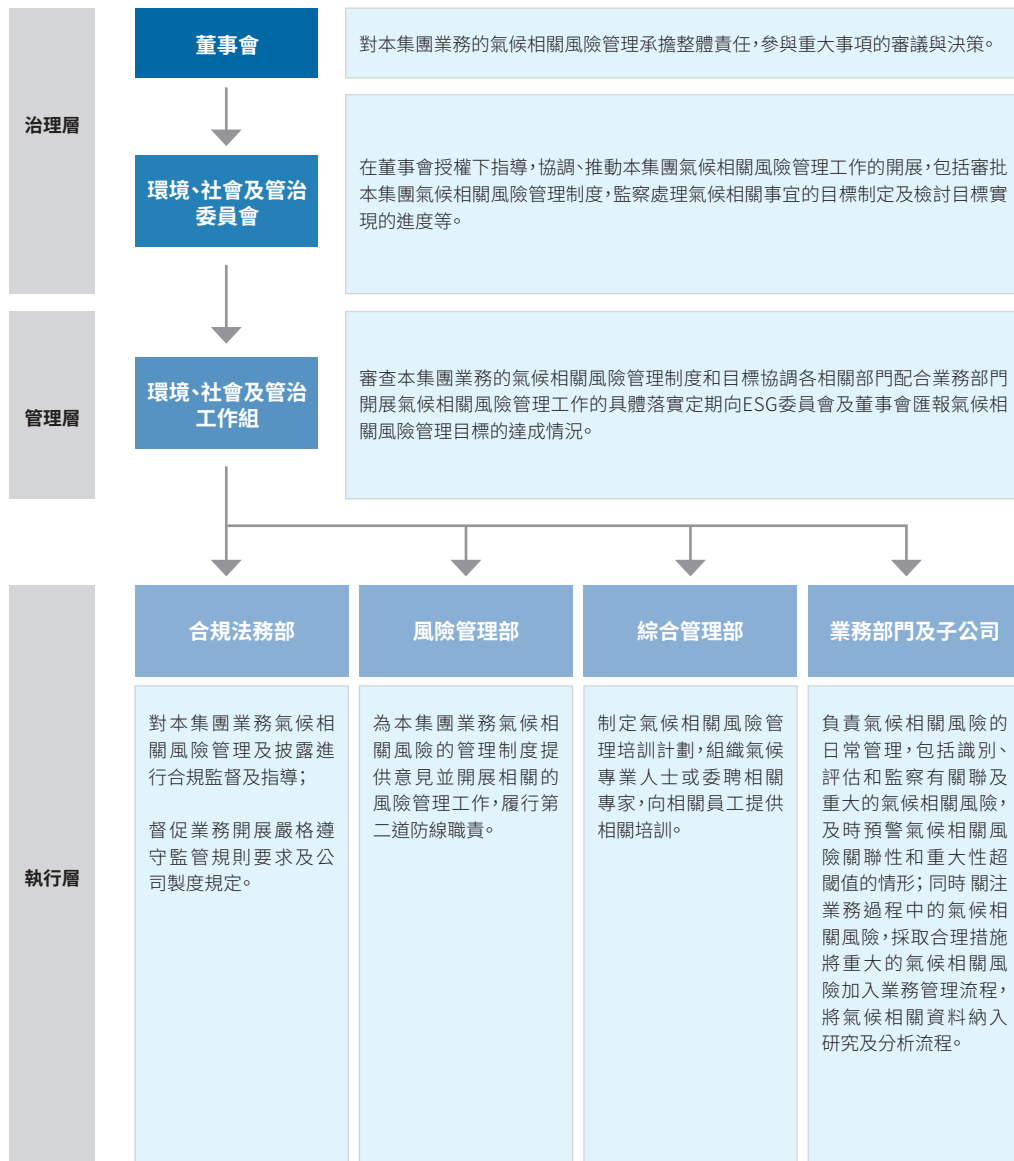 治理層
董事會
對本集團業務的氣候相關風險管理承擔整體責任，參與重大事項的審議與決策。
環境、社會及管治
委員會
在董事會授權下指導，協調、推動本集團氣候相關風險管理工作的開展，包括審批
本集團氣候相關風險管理制度，監察處理氣候相關事宜的目標制定及檢討目標實
現的進度等。
管理層
環境、社會及管治
工作組
審查本集團業務的氣候相關風險管理制度和目標協調各相關部門配合業務部門
開展氣候相關風險管理工作的具體落實定期向ESG委員會及董事會匯報氣候相
關風險管理目標的達成情況。
執行層
合規法務部
對本集團業務氣候相
關風險管理及披露進
行合規監督及指導；
督促業務開展嚴格遵
守監管規則要求及公
司製度規定。
風險管理部
為本集團業務氣候相
關風險的管理制度提
供意見並開展相關的
風險管理工作，履行第
二道防線職責。
綜合管理部
制定氣候相關風險管
理培訓計劃，組織氣候
專業人士或委聘相關
專家，向相關員工提供
相關培訓。
業務部門及子公司
負責氣候相關風險的
日常管理，包括識別、
評估和監察有關聯及
重大的氣候相關風險，
及時預警氣候相關風
險關聯性和重大性超
閾值的情形；同時 關注
業務過程中的氣候相
關風險，採取合理措施
將重大的氣候相關風
險加入業務管理流程，
將氣候相關資料納入
研究及分析流程。